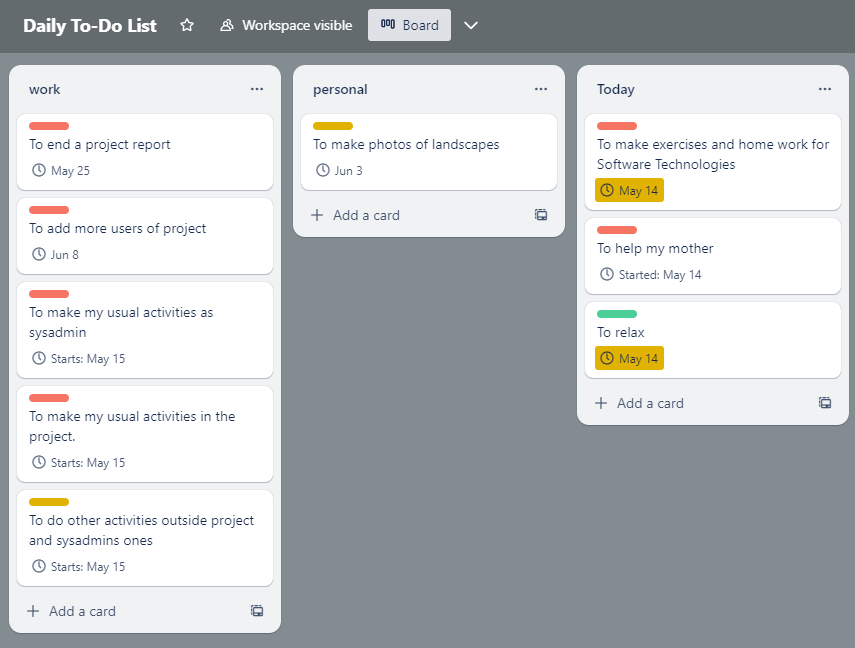 Daily To-Do List
Workspace visible
Board
work
To end a project report
May 25
To add more users of project
Jun 8
To make my usual activities as
sysadmin
Starts: May 15
To make my usual activities in the
project.
Starts: May 15
To do other activities outside project
and sysadmins ones
Starts: May 15
Add a card
personal
To make photos of landscapes
Jun 3
Add a card
Today
To make exercises and home work for
Software Technologies
May 14
To help my mother
Started: May 14
To relax
May 14
Add a card